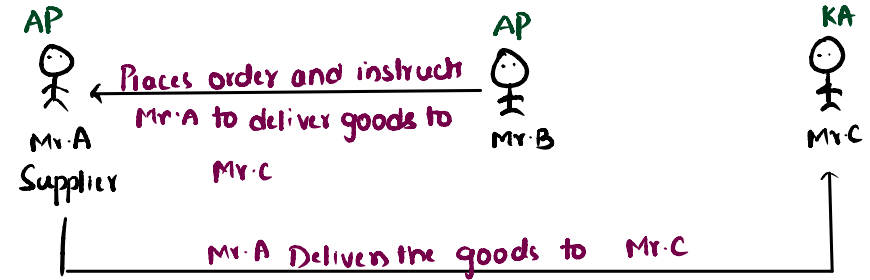 AP
AP
KA
Places order and instruct
Mr.A to deliver goods to
Mr.C
Mr.A
Supplier
Mr.B
Mr.C
Mr.A Delivers the goods to Mr.C